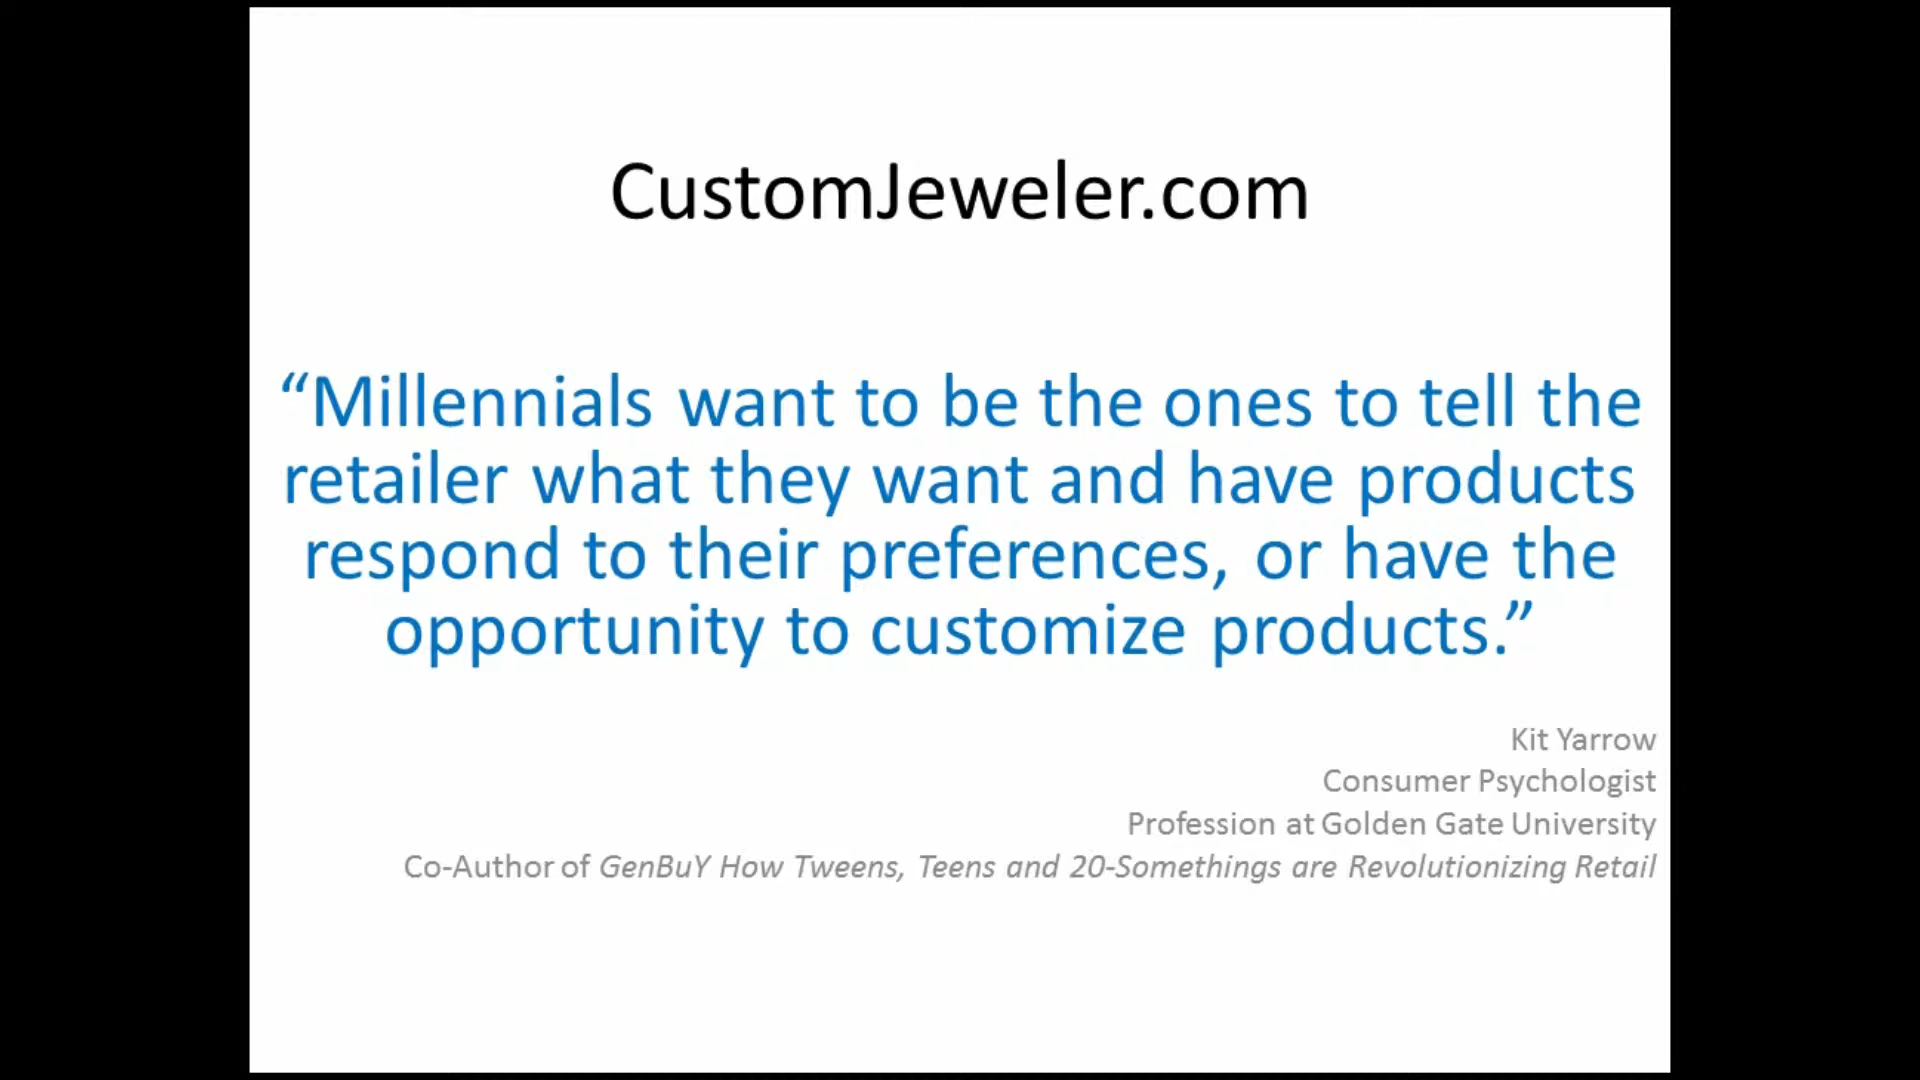 CustomJeweler.com
“Millennials want to be the ones to tell the
retailer what they want and have products
respond to their preferences, or have the
opportunity to customize products.”
Kit Yarrow
Consumer Psychologist
Profession at Golden Gate University
Co-Author of GenBuY How Tweens, Teens and 20-Somethings are Revolutionizing Retail